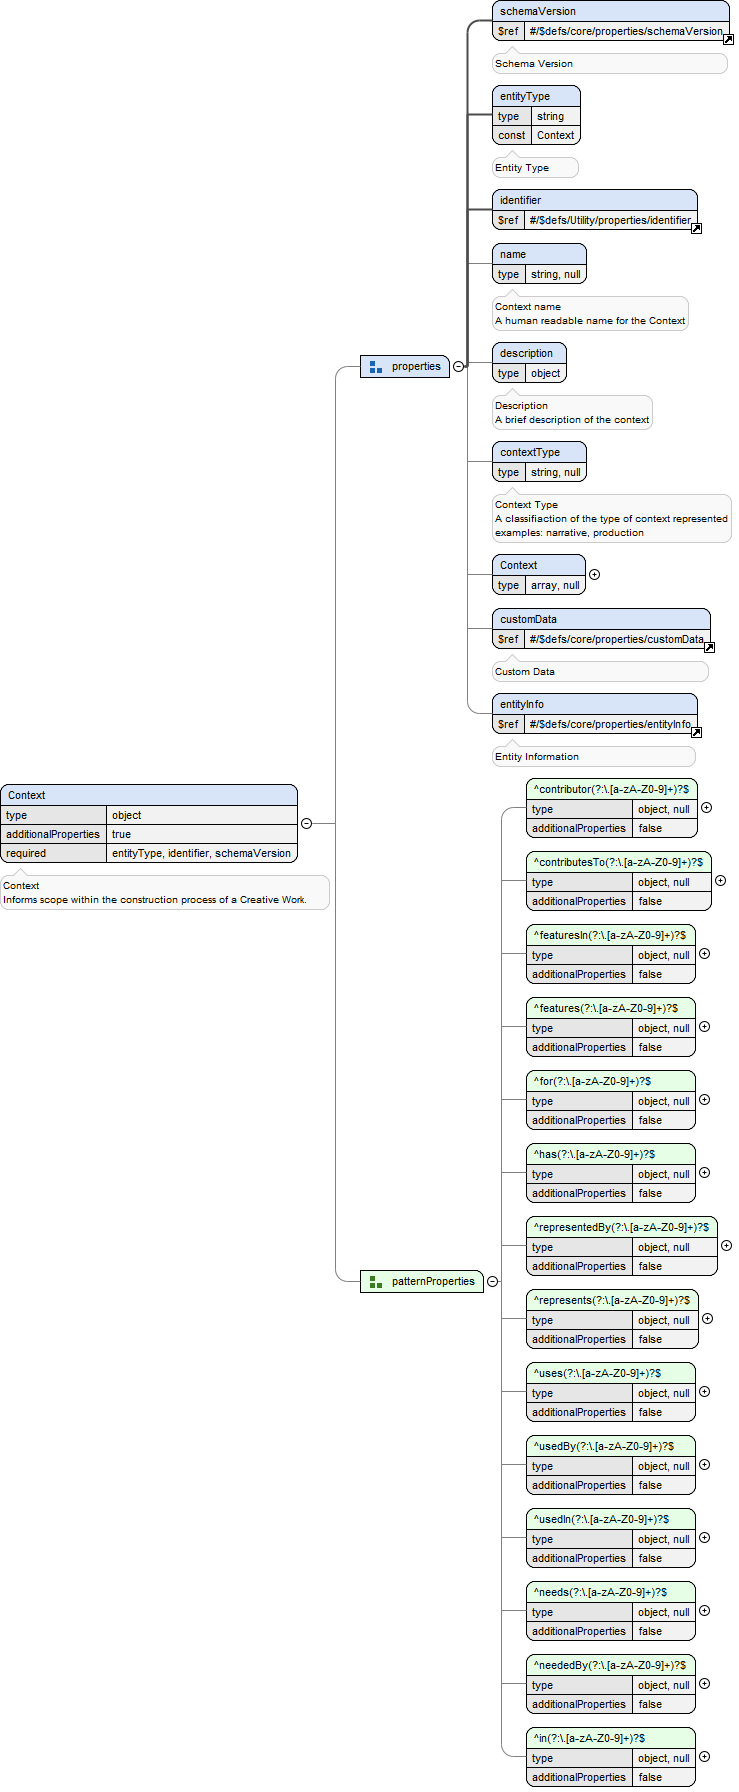 schemaVersion
$ref #/$defs/core/properties/schemaVersion
Schema Version
entityType
type string
const Context
Entity Type
identifier
$ref #/$defs/Utility/properties/identifier
name
type string, null
Context name
A human readable name for the Context
properties
description
type object
Description
A brief description of the context
contextType
type string, null
Context Type
A classifiaction of the type of context represented
examples: narrative, production
Context
type array, null
customData
$ref #/$defs/core/properties/customData
Custom Data
entityInfo
$ref #/$defs/core/properties/entityInfo
Entity Information
Context
type object
additionalProperties true
required entityType, identifier, schemaVersion
Context
Informs scope within the construction process of a Creative Work.
^contributor(?:\.[a-zA-Z0-9]+)?$
type object, null
additionalProperties false
^contributesTo(?:\.[a-zA-Z0-9]+)?$
type object, null
additionalProperties false
^featuresIn(?:\.[a-zA-Z0-9]+)?$
type object, null
additionalProperties false
^features(?:\.[a-zA-Z0-9]+)?$
type object, null
additionalProperties false
^for(?:\.[a-zA-Z0-9]+)?$
type object, null
additionalProperties false
^has(?:\.[a-zA-Z0-9]+)?$
type object, null
additionalProperties false
^representedBy(?:\.[a-zA-Z0-9]+)?$
type object, null
additionalProperties false
patternProperties
^represents(?:\.[a-zA-Z0-9]+)?$
type object, null
additionalProperties false
^uses(?:\.[a-zA-Z0-9]+)?$
type object, null
additionalProperties false
^usedBy(?:\.[a-zA-Z0-9]+)?$
type object, null
additionalProperties false
^usedIn(?:\.[a-zA-Z0-9]+)?$
type object, null
additionalProperties false
^needs(?:\.[a-zA-Z0-9]+)?$
type object, null
additionalProperties false
^neededBy(?:\.[a-zA-Z0-9]+)?$
type object, null
additionalProperties false
^in(?:\.[a-zA-Z0-9]+)?$
type object, null
additionalProperties false